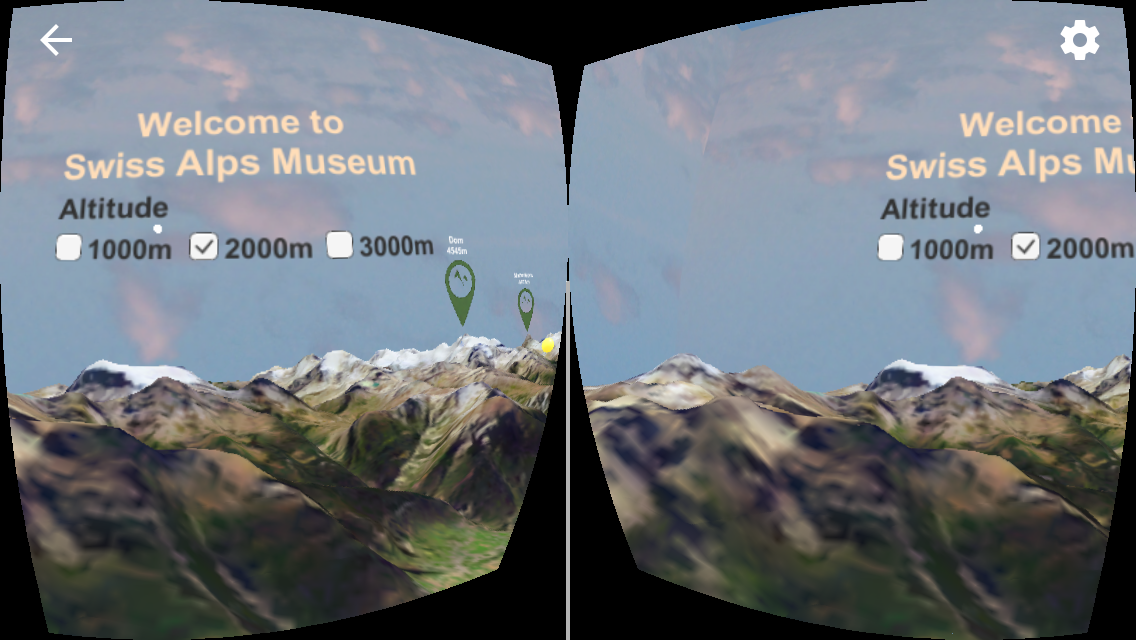 Welcome to
Swiss Alps Museum
Altitude
1000m 2000m 3000m
Dom
4545m
Welcome
Swiss Alps Mu
Altitude
1000m 2000m